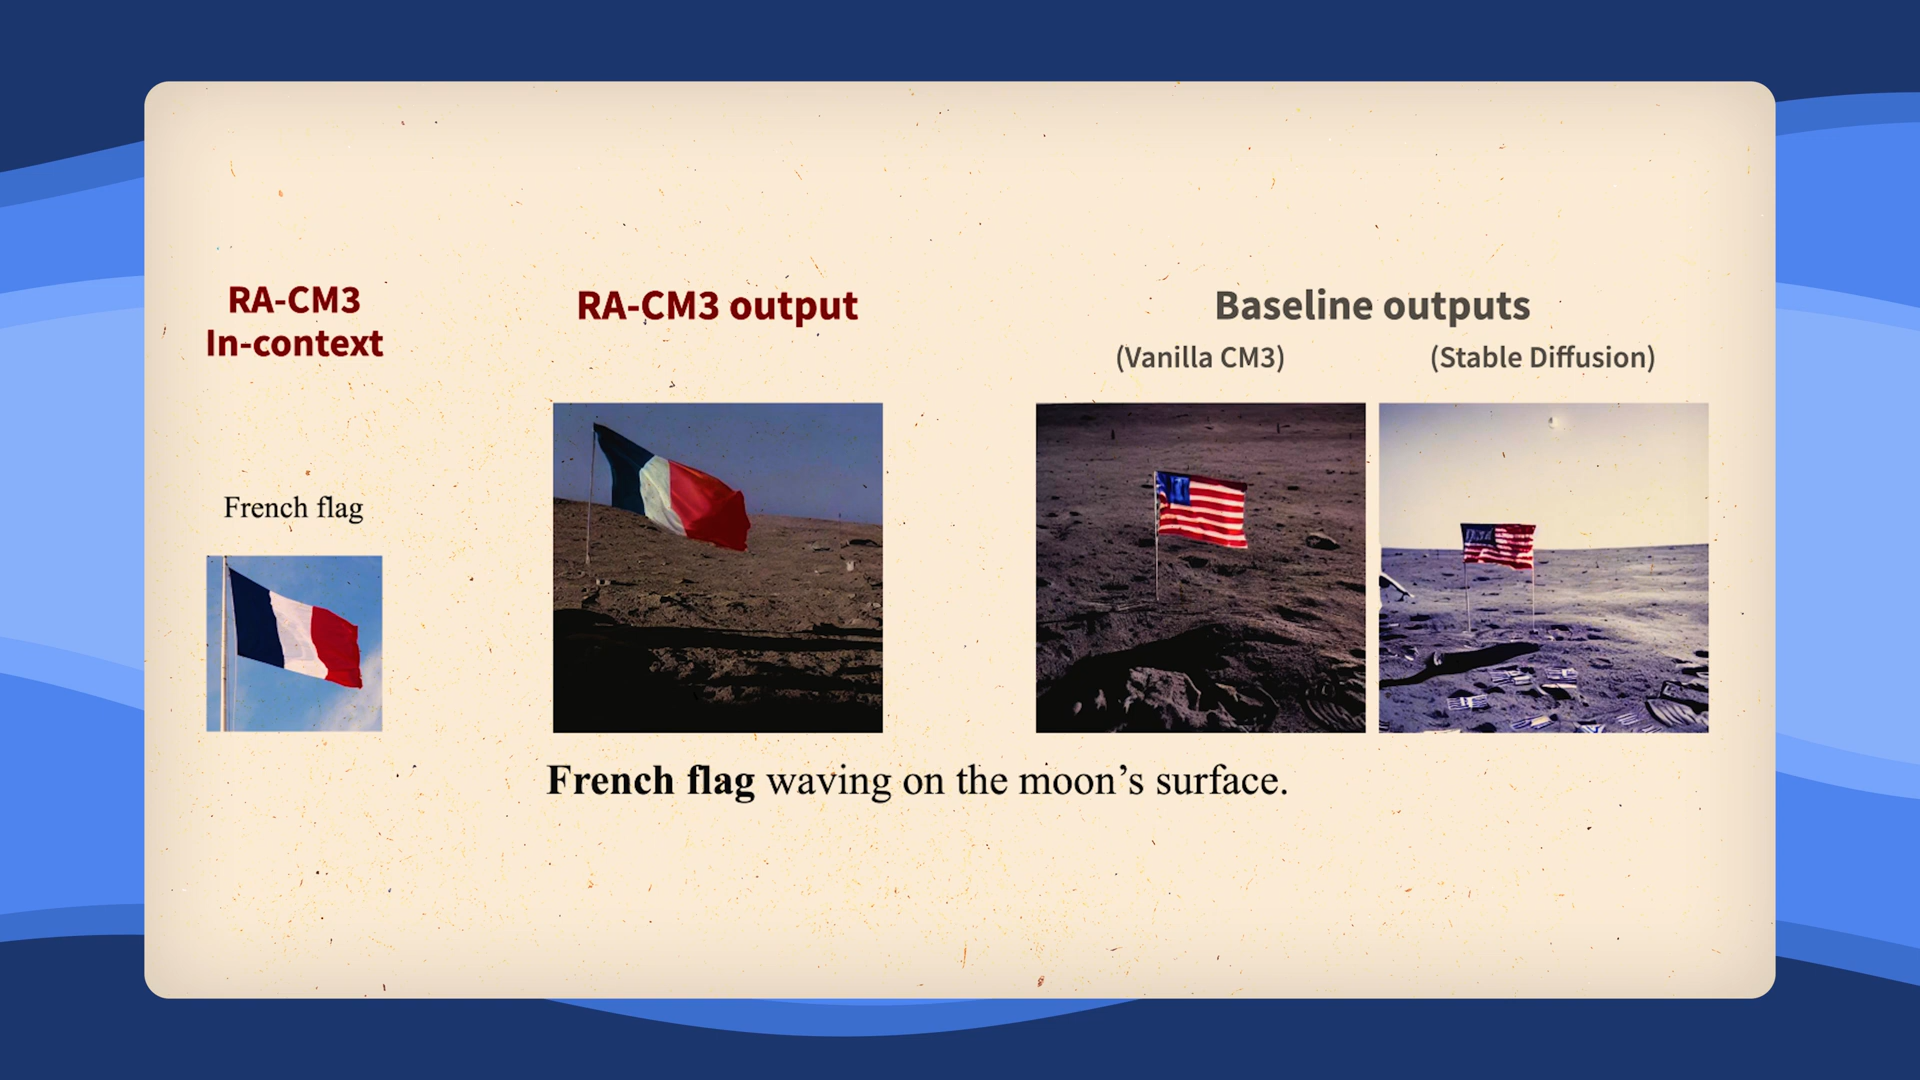 RA-CM3
In-context
RA-CM3 output
Baseline outputs
(Vanilla CM3)
(Stable Diffusion)
French flag
French flag waving on the moon’s surface.